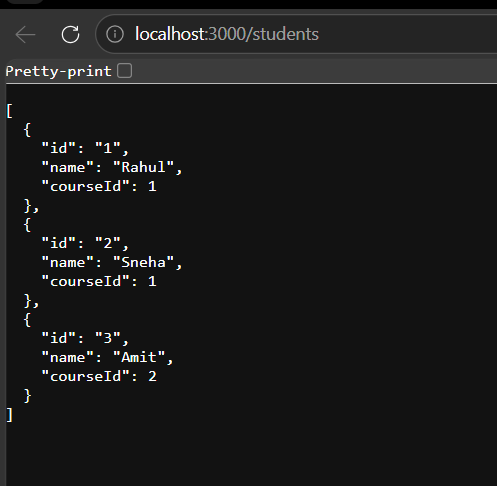 localhost:3000/students
Pretty-print
[
  {
    "id": "1",
    "name": "Rahul",
    "courseId": 1
  },
  {
    "id": "2",
    "name": "Sneha",
    "courseId": 1
  },
  {
    "id": "3",
    "name": "Amit",
    "courseId": 2
  }
]